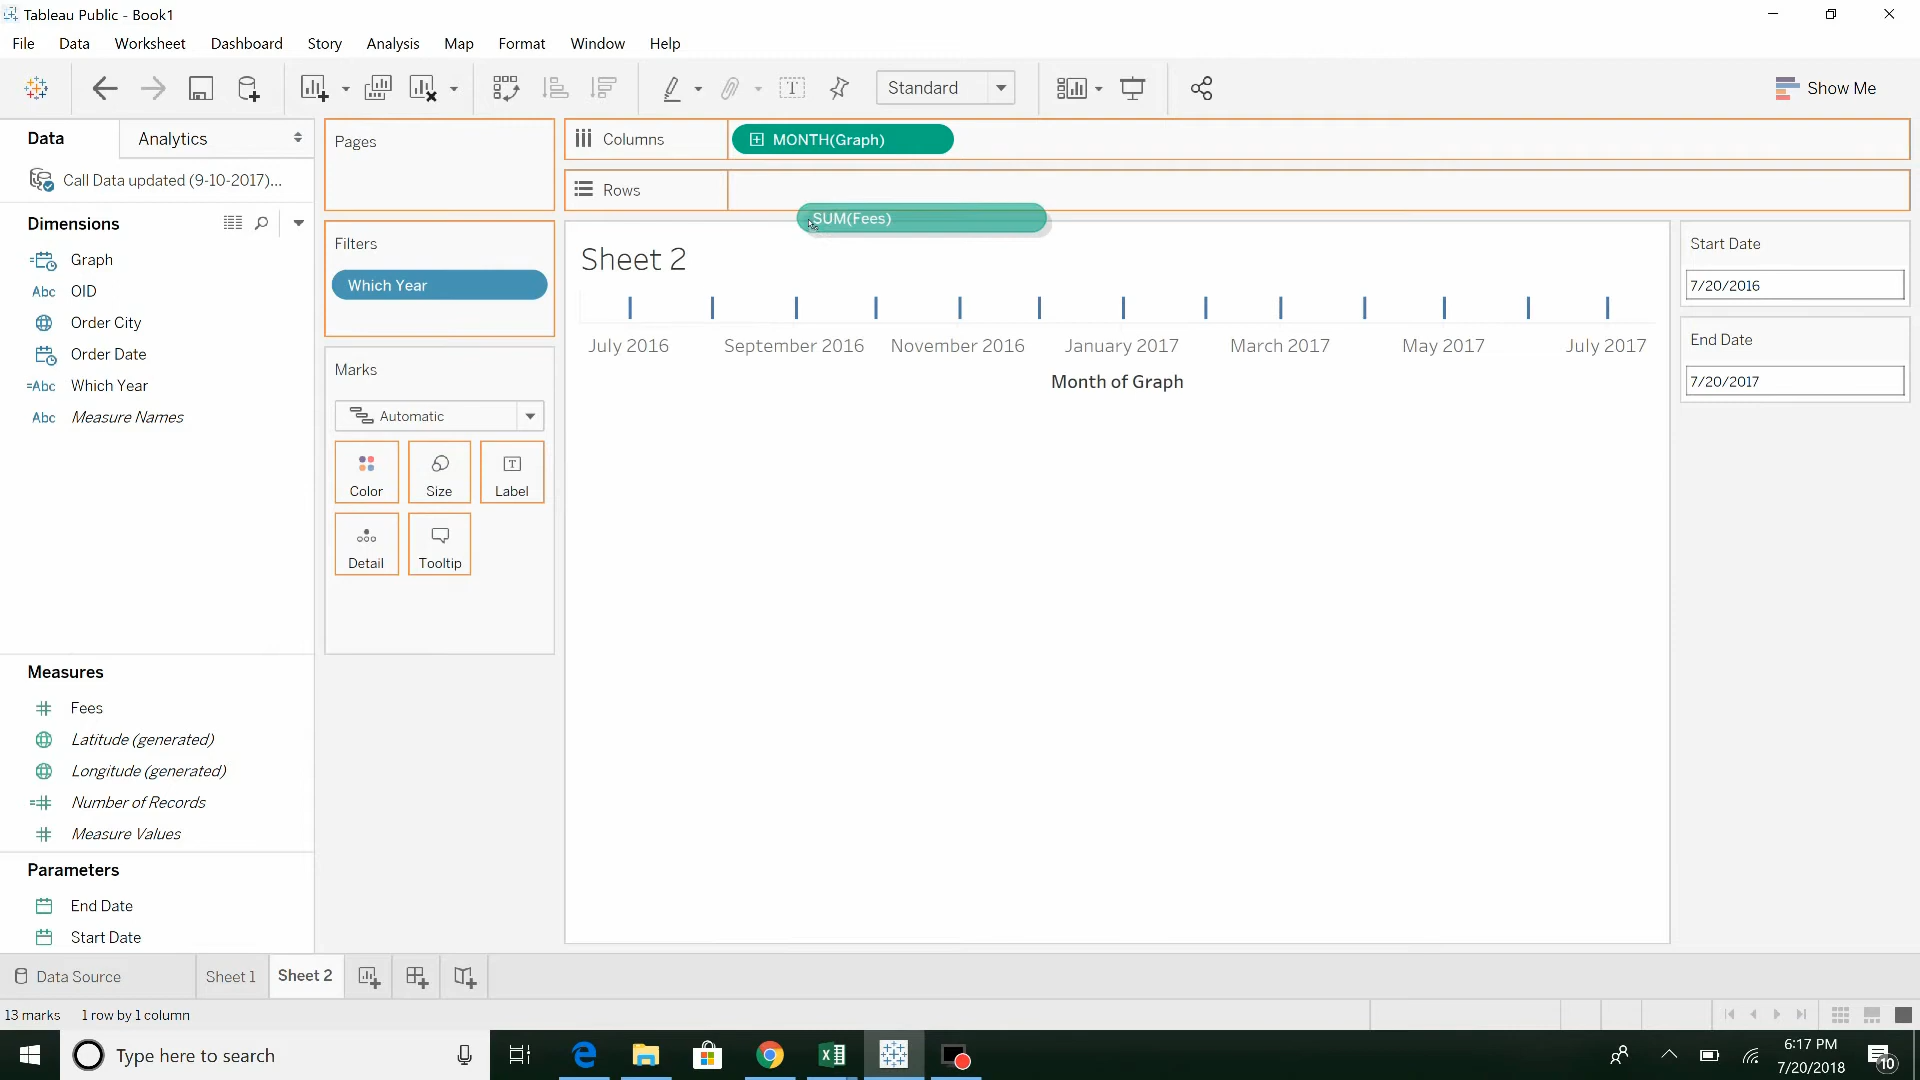 Tableau Public - Book1
File Data Worksheet Dashboard Story Analysis Map Format Window Help
Standard
Show Me
Data Analytics
Call Data updated (9-10-2017)...
Dimensions
Graph
Abc OID
Order City
Order Date
=Abc Which Year
Abc Measure Names
Measures
Fees
Latitude (generated)
Longitude (generated)
Number of Records
Measure Values
Parameters
End Date
Start Date
Pages
Filters
Which Year
Marks
Automatic
Color Size Label
Detail Tooltip
Columns MONTH(Graph)
Rows
SUM(Fees)
Sheet 2
July 2016 September 2016 November 2016 January 2017 March 2017 May 2017 July 2017
Month of Graph
Start Date
7/20/2016
End Date
7/20/2017
Data Source Sheet 1 Sheet 2
13 marks 1 row by 1 column
Type here to search
6:17 PM
7/20/2018
10